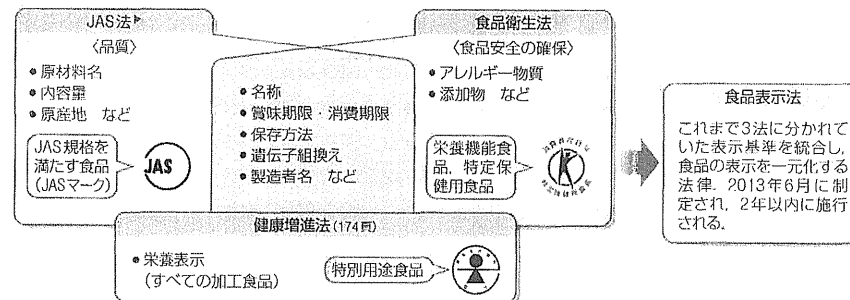 JAS法▶
〈品質〉
● 原材料名
● 内容量
● 原産地 など
JAS規格を
満たす食品
(JASマーク)
JAS
● 名称
● 賞味期限・消費期限
● 保存方法
● 遺伝子組換え
● 製造者名 など
食品衛生法
〈食品安全の確保〉
● アレルギー物質
● 添加物 など
栄養機能食
品，特定保
健用食品
健康増進法(174頁)
● 栄養表示
(すべての加工食品)
特別用途食品
食品表示法
これまで3法に分かれて
いた表示基準を統合し，
食品の表示を一元化する
法律．2013年6月に制
定され，2年以内に施行
される。